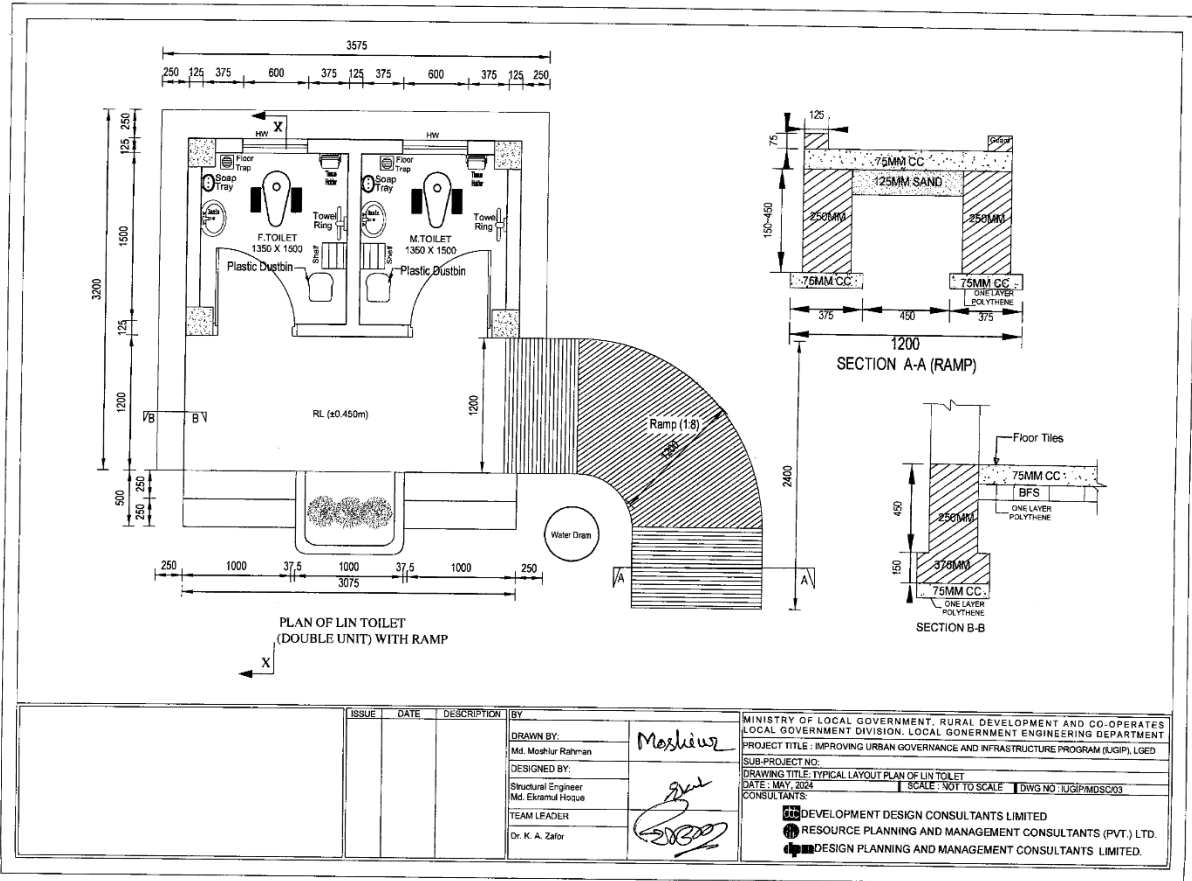 3575
250 125 375 600 375 125 375 600 375 125 250
X
HW
HW
250
125
1500
3200
125
1200
500
250
250
Floor
Trap
Soap
Tray
Basin
Tissue
Holder
Towel
Ring
F.TOILET
1350 X 1500
Shelf
Plastic Dustbin
Floor
Trap
Soap
Tray
Basin
Tissue
Holder
Towel
Ring
M.TOILET
1350 X 1500
Shelf
Plastic Dustbin
B B
RL (±0.450m)
1200
Ramp (1:8)
1200
2400
Water Drain
A A
250 1000 37.5 1000 37.5 1000 250
3075
PLAN OF LIN TOILET
(DOUBLE UNIT) WITH RAMP
X
125
75
Guard
75MM CC
125MM SAND
150~450
250MM
250MM
75MM CC
75MM CC
ONE LAYER
POLYTHENE
375 450 375
1200
SECTION A-A (RAMP)
Floor Tiles
75MM CC
BFS
ONE LAYER
POLYTHENE
450
250MM
150
375MM
75MM CC
ONE LAYER
POLYTHENE
SECTION B-B
ISSUE DATE DESCRIPTION BY
DRAWN BY:
Md. Moshiur Rahman
Moshiur
DESIGNED BY:
Structural Engineer
Md. Ekramul Hoque
TEAM LEADER
Dr. K. A. Zafor
MINISTRY OF LOCAL GOVERNMENT, RURAL DEVELOPMENT AND CO-OPERATES
LOCAL GOVERNMENT DIVISION. LOCAL GONERNMENT ENGINEERING DEPARTMENT
PROJECT TITLE : IMPROVING URBAN GOVERNANCE AND INFRASTRUCTURE PROGRAM (IUGIP), LGED
SUB-PROJECT NO:
DRAWING TITLE: TYPICAL LAYOUT PLAN OF LIN TOILET
DATE : MAY, 2024 SCALE : NOT TO SCALE DWG NO : IUGIP/MDSC/03
CONSULTANTS:
ddc DEVELOPMENT DESIGN CONSULTANTS LIMITED
RESOURCE PLANNING AND MANAGEMENT CONSULTANTS (PVT.) LTD.
dpm DESIGN PLANNING AND MANAGEMENT CONSULTANTS LIMITED.